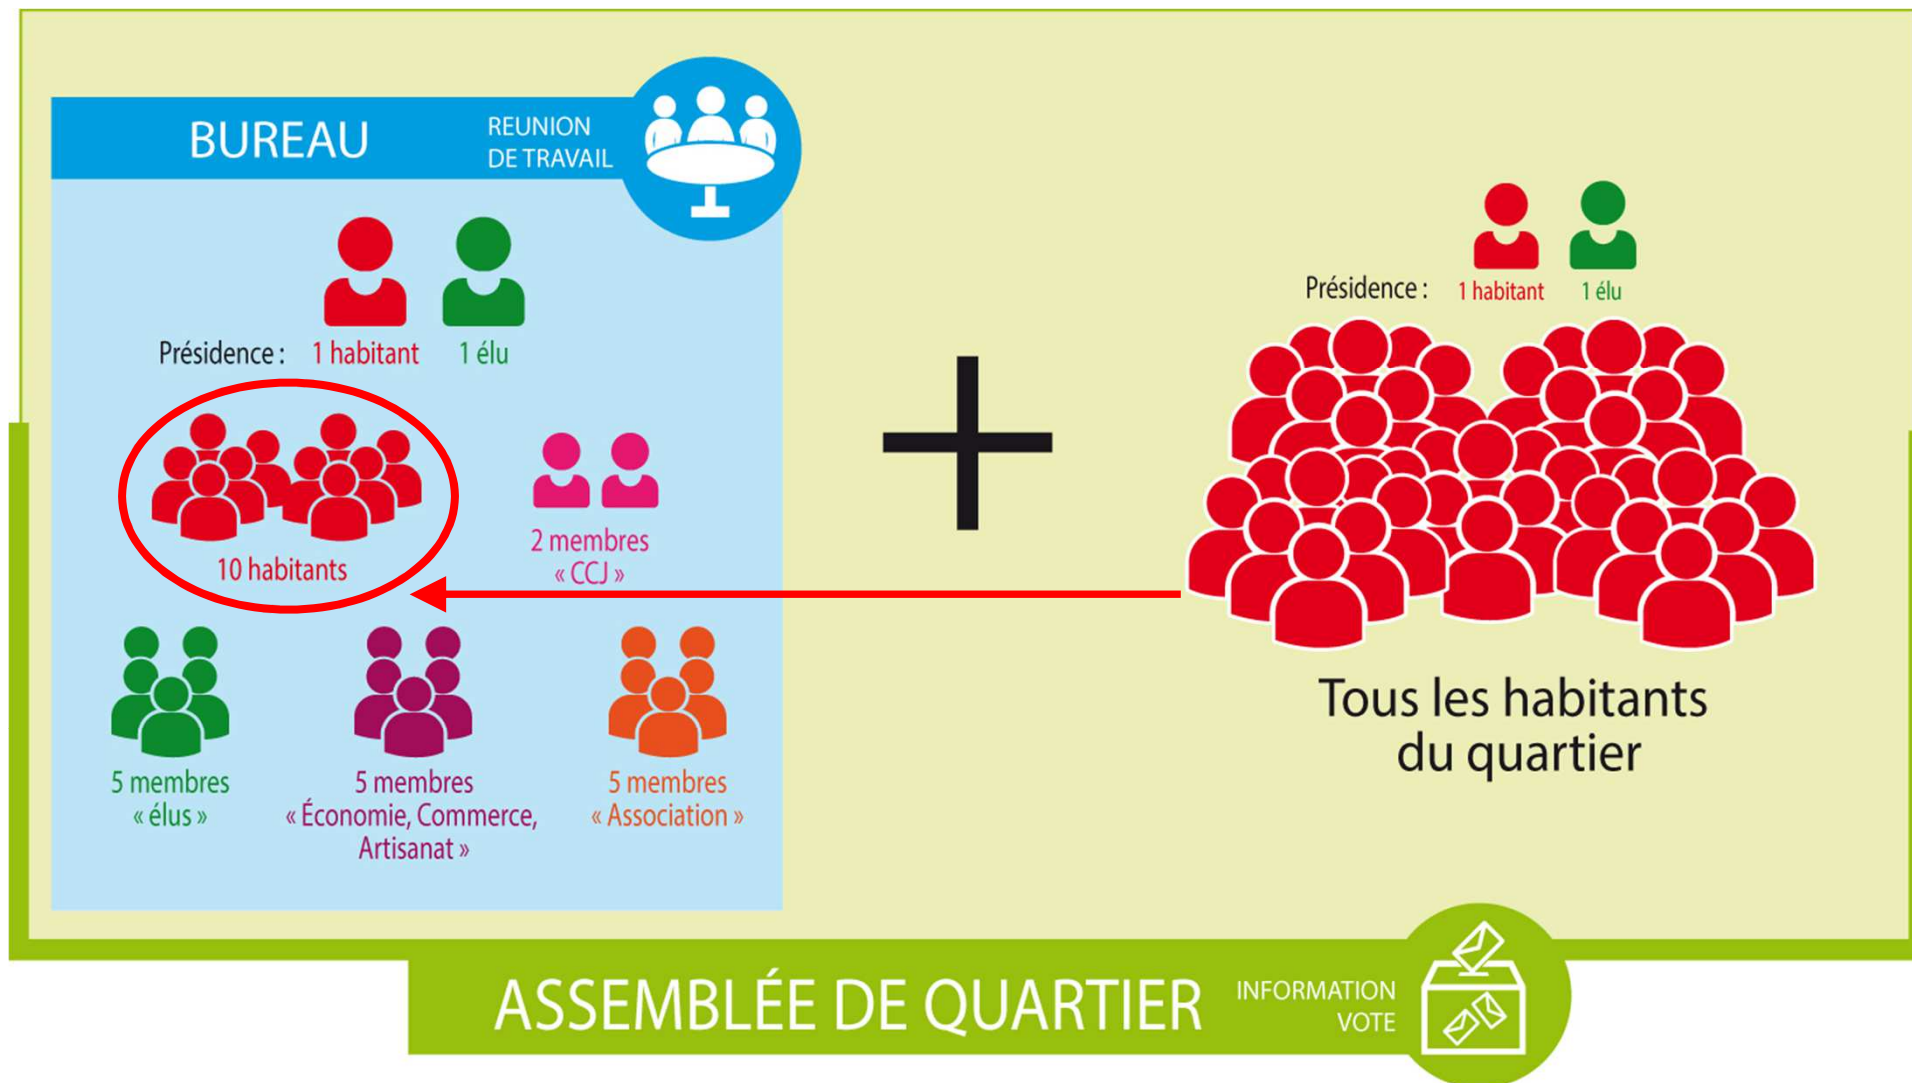 BUREAU
REUNION
DE TRAVAIL
Présidence : 1 habitant 1 élu
10 habitants
2 membres
« CCJ »
5 membres
« élus »
5 membres
« Économie, Commerce,
Artisanat »
5 membres
« Association »
Présidence : 1 habitant 1 élu
Tous les habitants
du quartier
ASSEMBLÉE DE QUARTIER
INFORMATION
VOTE